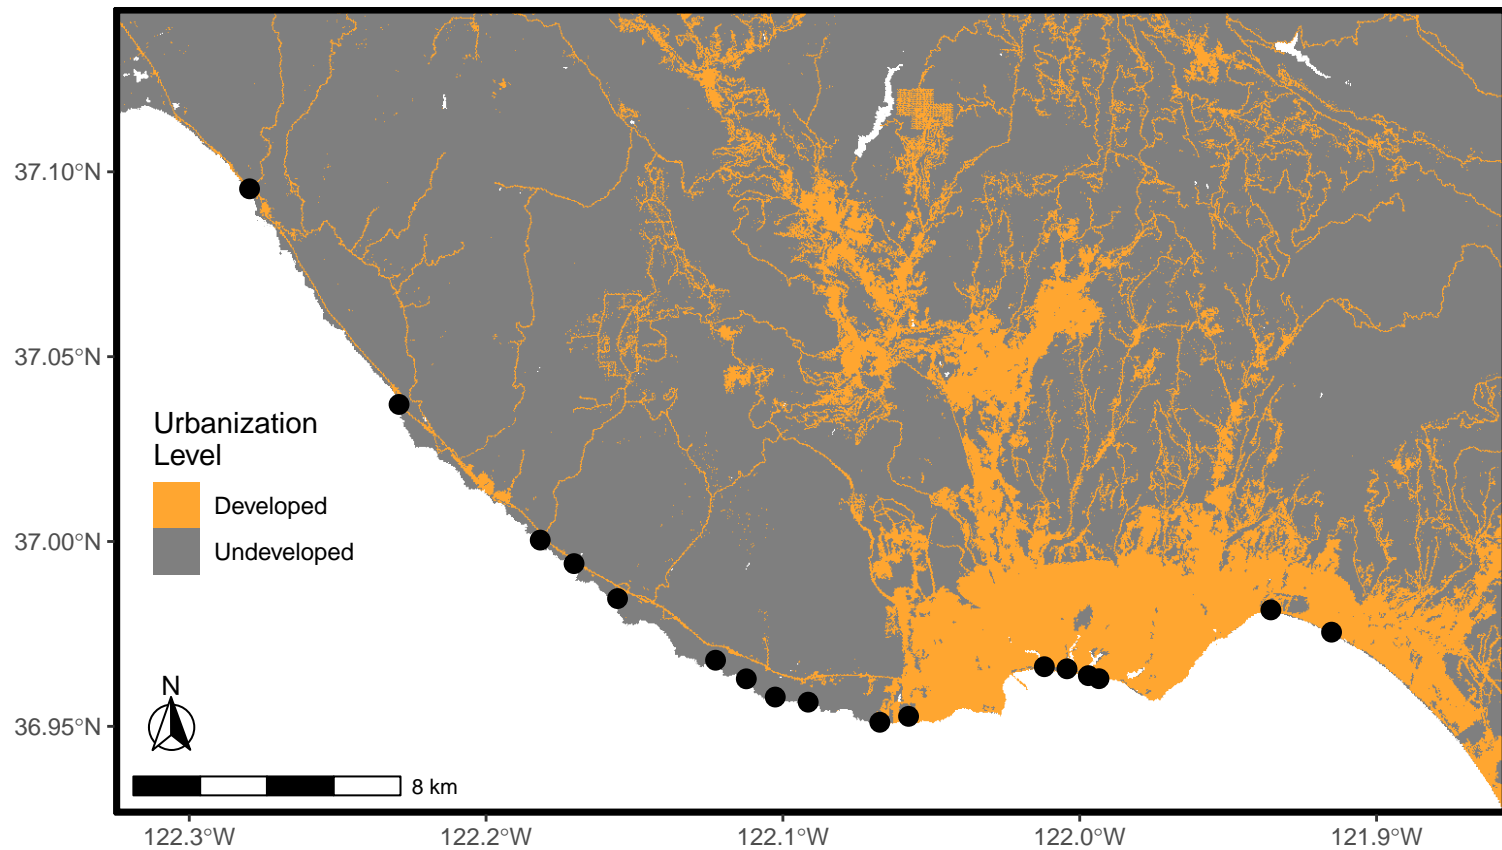 37.10°N
37.05°N
37.00°N
36.95°N
Urbanization
Level
Developed
Undeveloped
N
8 km
122.3°W
122.2°W
122.1°W
122.0°W
121.9°W